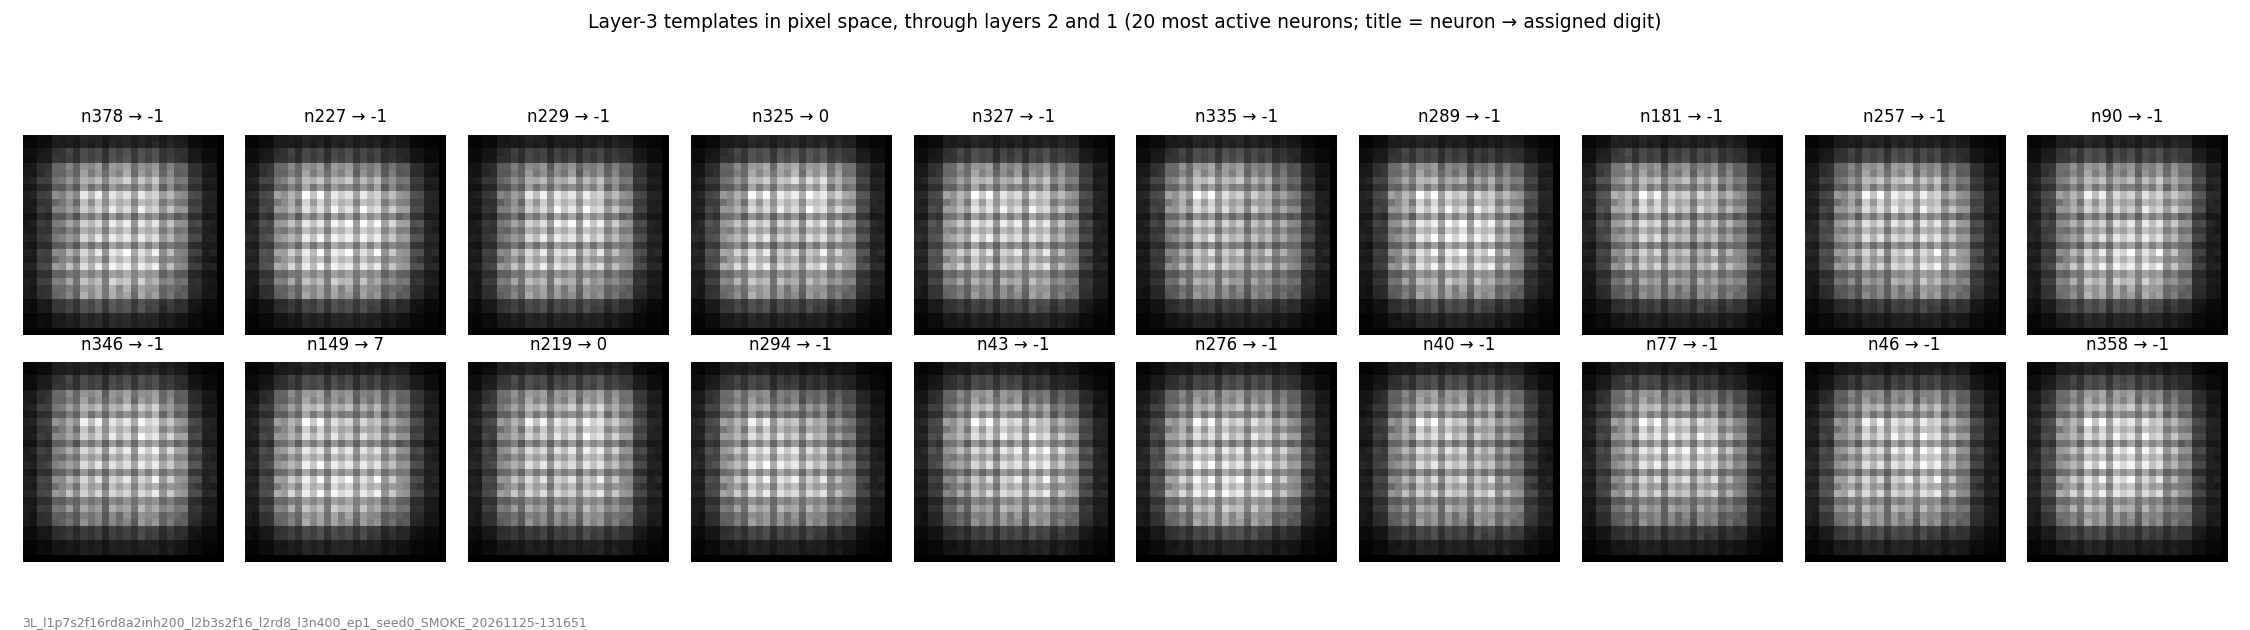 Layer-3 templates in pixel space, through layers 2 and 1 (20 most active neurons; title = neuron → assigned digit)
n378 → -1 n227 → -1 n229 → -1 n325 → 0 n327 → -1 n335 → -1 n289 → -1 n181 → -1 n257 → -1 n90 → -1
n346 → -1 n149 → 7 n219 → 0 n294 → -1 n43 → -1 n276 → -1 n40 → -1 n77 → -1 n46 → -1 n358 → -1
3L_l1p7s2f16rd8a2inh200_l2b3s2f16_l2rd8_l3n400_ep1_seed0_SMOKE_20261125-131651